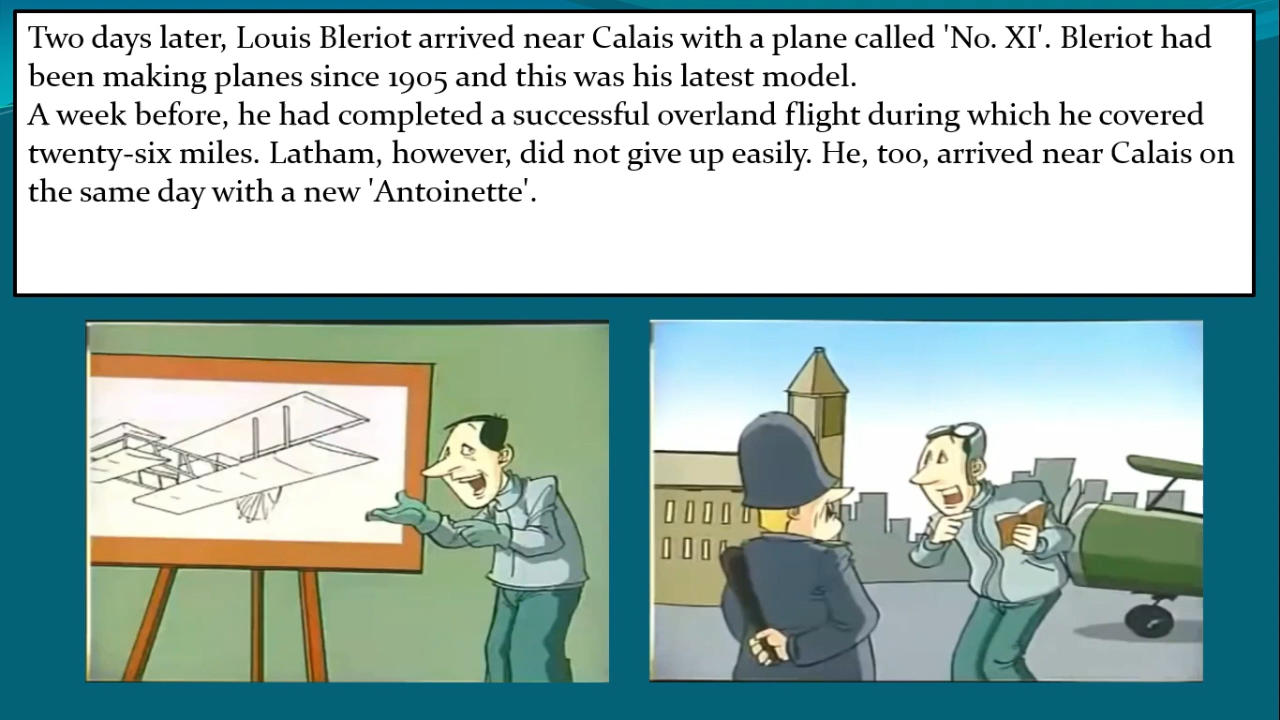 Two days later, Louis Bleriot arrived near Calais with a plane called 'No. XI'. Bleriot had
been making planes since 1905 and this was his latest model.
A week before, he had completed a successful overland flight during which he covered
twenty-six miles. Latham, however, did not give up easily. He, too, arrived near Calais on
the same day with a new 'Antoinette'.